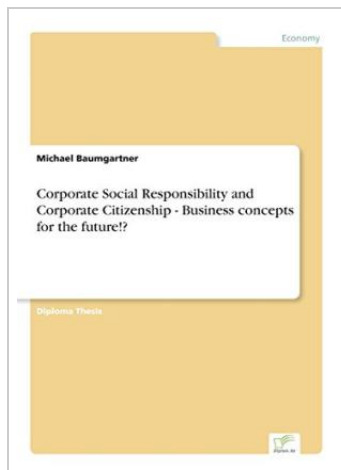 Economy
Michael Baumgartner
Corporate Social Responsibility and
Corporate Citizenship - Business concepts
for the future!?
Diploma Thesis